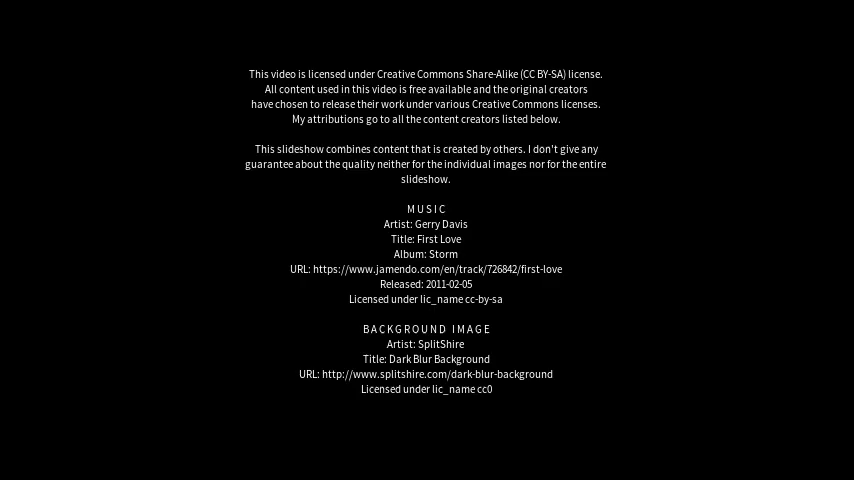 This video is licensed under Creative Commons Share-Alike (CC BY-SA) license.
All content used in this video is free available and the original creators
have chosen to release their work under various Creative Commons licenses.
My attributions go to all the content creators listed below.
This slideshow combines content that is created by others. I don't give any
guarantee about the quality neither for the individual images nor for the entire
slideshow.
MUSIC
Artist: Gerry Davis
Title: First Love
Album: Storm
URL: https://www.jamendo.com/en/track/726842/first-love
Released: 2011-02-05
Licensed under lic_name cc-by-sa
BACKGROUND IMAGE
Artist: SplitShire
Title: Dark Blur Background
URL: http://www.splitshire.com/dark-blur-background
Licensed under lic_name cc0